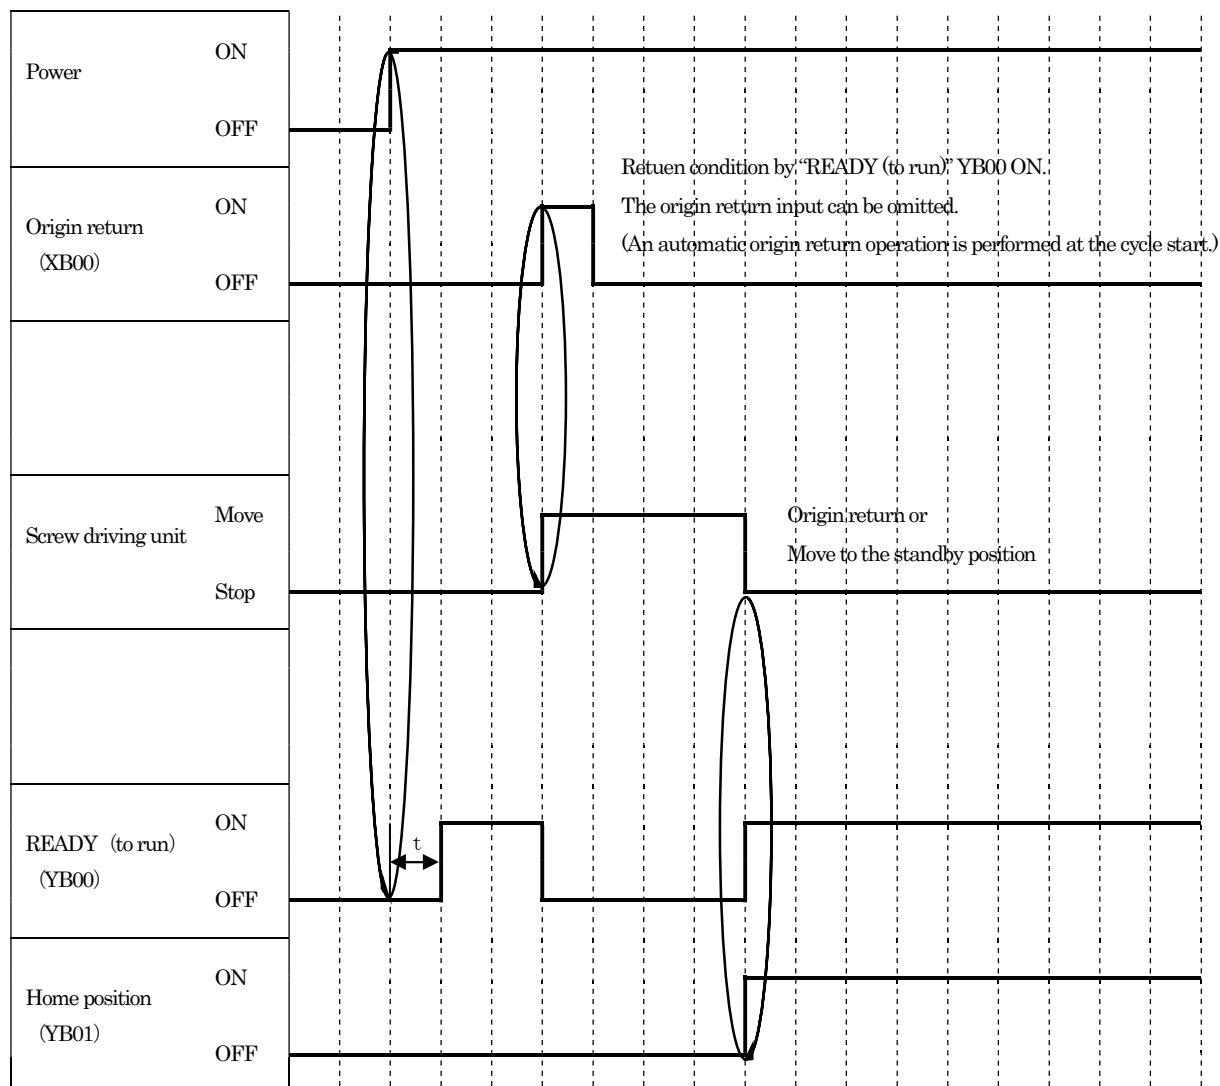 ON
Power
OFF
Retuen condition by “READY (to run)” YB00 ON.
ON
The origin return input can be omitted.
Origin return
(An automatic origin return operation is performed at the cycle start.)
(XB00)
OFF
Move
Origin return or
Screw driving unit
Move to the standby position
Stop
ON
READY (to run)
t
(YB00)
OFF
ON
Home position
(YB01)
OFF